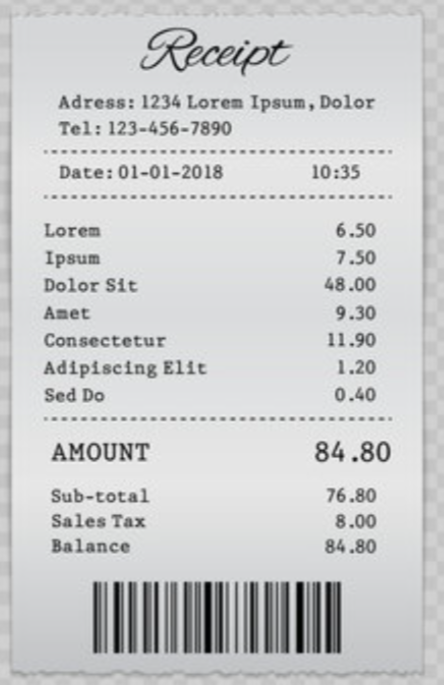 Receipt
Adress: 1234 Lorem Ipsum, Dolor
Tel: 123-456-7890
Date: 01-01-2018 10:35
Lorem 6.50
Ipsum 7.50
Dolor Sit 48.00
Amet 9.30
Consectetur 11.90
Adipiscing Elit 1.20
Sed Do 0.40
AMOUNT 84.80
Sub-total 76.80
Sales Tax 8.00
Balance 84.80